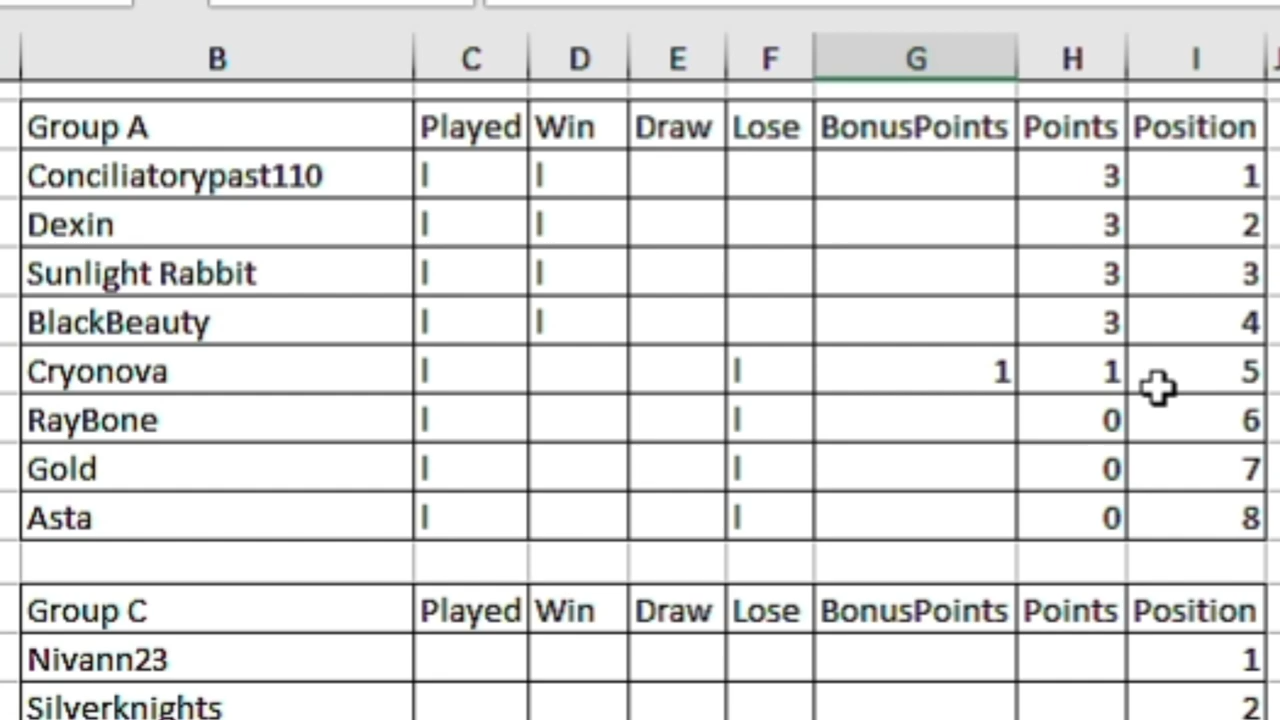 B C D E F G H I J
Group A Played Win Draw Lose BonusPoints Points Position
Conciliatorypast110 I I 3 1
Dexin I I 3 2
Sunlight Rabbit I I 3 3
BlackBeauty I I 3 4
Cryonova I I 1 1 5
RayBone I I 0 6
Gold I I 0 7
Asta I I 0 8
Group C Played Win Draw Lose BonusPoints Points Position
Nivann23 1
Silverknights 2